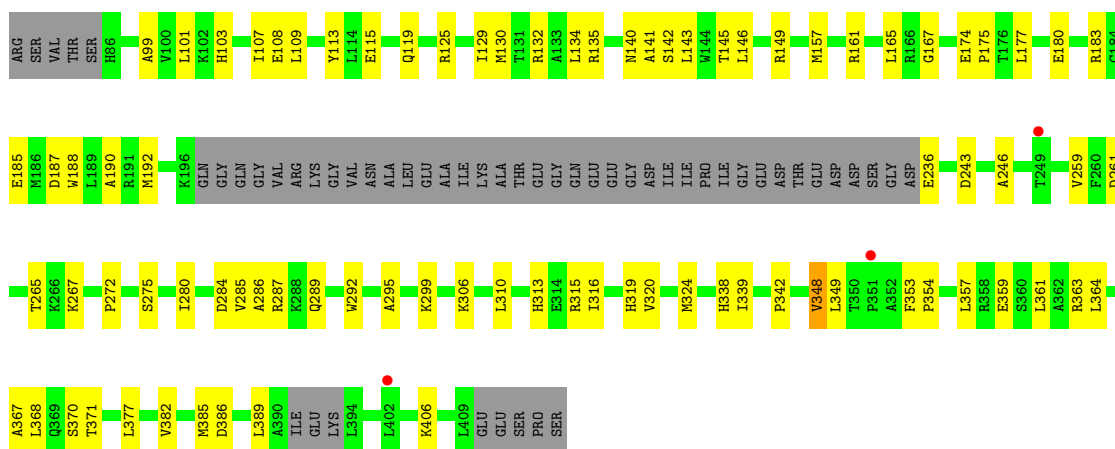 ARG SER VAL THR SER H86 A99 V100 L101 K102 H103 I107 E108 L109 Y113 L114 E115 Q119 R125 I129 M130 T131 R132 A133 L134 R135 N140 A141 S142 L143 W144 T145 L146 R149 M157 R161 L165 R166 G167 E174 P175 T176 L177 E180 R183 G184
E185 M186 D187 W188 L189 A190 R191 M192 K196 GLN GLY GLN GLY VAL ARG LYS GLY VAL ASN ALA LEU GLU ALA ILE LYS ALA THR GLU GLY GLN GLU GLU GLY ASP ILE ILE PRO ILE GLY GLU ASP THR GLU ASP ASP SER GLY ASP E236 D243 A246 T249 V259 F260 D261
T265 K266 K267 P272 S275 I280 D284 V285 A286 R287 K288 Q289 W292 A295 K299 K306 L310 H313 E314 R315 I316 H319 V320 M324 H338 I339 P342 V348 L349 T350 P351 A352 F353 P354 L357 R358 E359 S360 L361 A362 R363 L364
A367 L368 Q369 S370 T371 L377 V382 M385 D386 L389 A390 ILE GLU LYS L394 L402 K406 L409 GLU GLU SER PRO SER